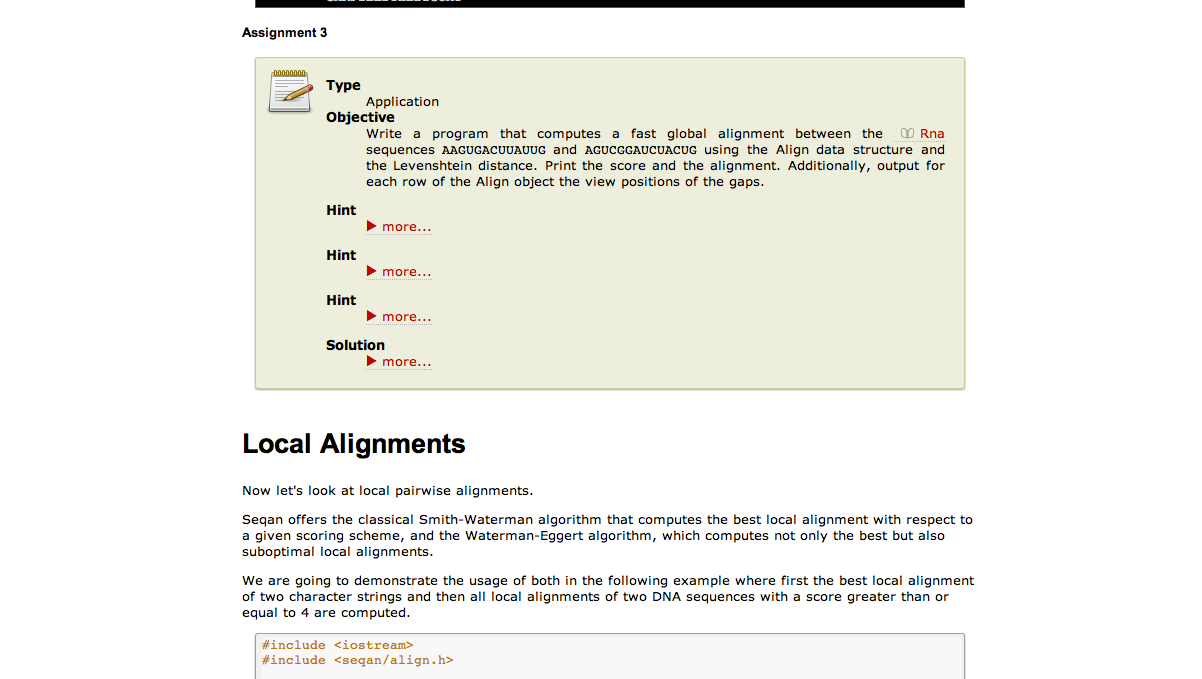 Assignment 3
Type
Application
Objective
Write a program that computes a fast global alignment between the Rna
sequences AAGUGACUUAUUG and AGUCGGAUCUACUG using the Align data structure and
the Levenshtein distance. Print the score and the alignment. Additionally, output for
each row of the Align object the view positions of the gaps.
Hint
more...
Hint
more...
Hint
more...
Solution
more...
Local Alignments
Now let's look at local pairwise alignments.
Seqan offers the classical Smith-Waterman algorithm that computes the best local alignment with respect to
a given scoring scheme, and the Waterman-Eggert algorithm, which computes not only the best but also
suboptimal local alignments.
We are going to demonstrate the usage of both in the following example where first the best local alignment
of two character strings and then all local alignments of two DNA sequences with a score greater than or
equal to 4 are computed.
#include <iostream>
#include <seqan/align.h>